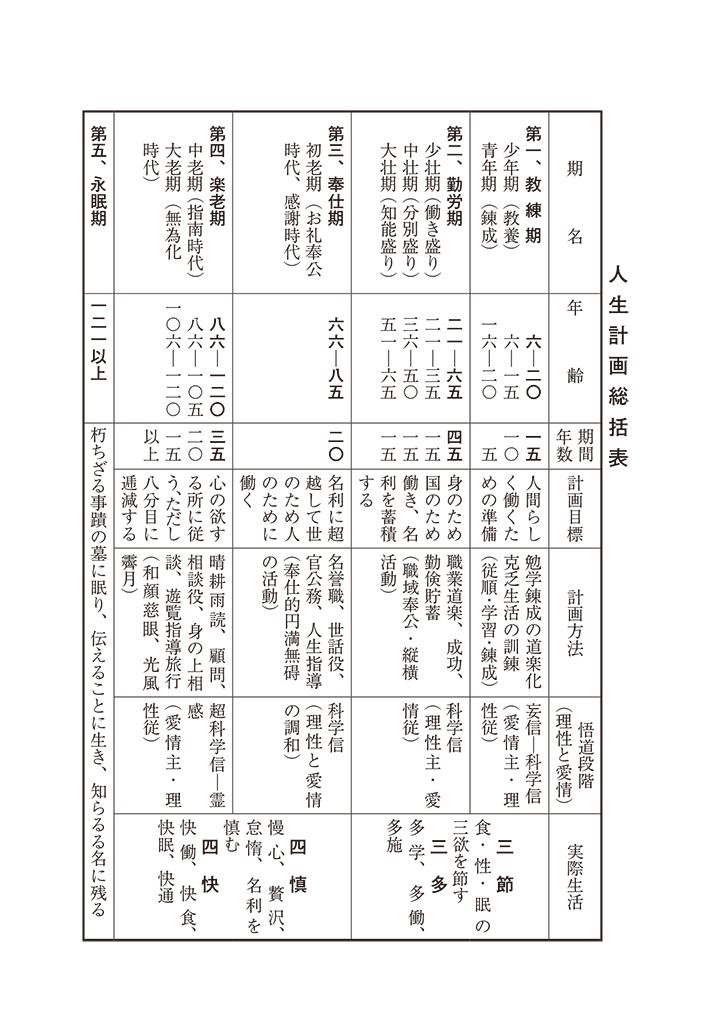 人生計画総括表
期名
年齢
期間
年数
計画目標
計画方法
悟道段階
(理性と愛情)
実際生活
第一、教練期
少年期(教養)
青年期(錬成)
六―二〇
六―一五
一六―二〇
一五
一〇
五
人間らし
く働くた
めの準備
勉学錬成の道楽化
克乏生活の訓錬
(従順・学習・錬成)
妄信―科学信
(愛情主・理
性従)
第二、勤労期
少壮期(働き盛り)
中壮期(分別盛り)
大壮期(知能盛り)
二一―六五
二一―三五
三六―五〇
五一―六五
四五
一五
一五
一五
身のため
国のため
働き、名
利を蓄積
する
職業道楽、成功、
勤倹貯蓄
(職域奉公・縦横
活動)
科学信
(理性主・愛
情従)
三節
食・性・眠の
三欲を節す
三多
多学、多働、
多施
第三、奉仕期
初老期(お礼奉公
時代、感謝時代)
六六―八五
二〇
名利に超
越して世
のため人
のために
働く
名誉職、世話役、
官公務、人生指導
(奉仕的円満無碍
の活動)
科学信
(理性と愛情
の調和)
第四、楽老期
中老期(指南時代)
大老期(無為化
時代)
八六―一二〇
八六―一〇五
一〇六―一二〇
三五
二〇
一五
以上
心の欲す
る所に従
う、ただし
八分目に
逓減する
晴耕雨読、顧問、
相談役、身の上相
談、遊覧指導旅行
(和顔慈眼、光風
霽月)
超科学信―霊
感
(愛情主・理
性従)
四慎
慢心、贅沢、
怠惰、名利を
慎む
四快
快働、快食、
快眠、快通
第五、永眠期
一二一以上
朽ちざる事蹟の墓に眠り、伝えることに生き、知らるる名に残る